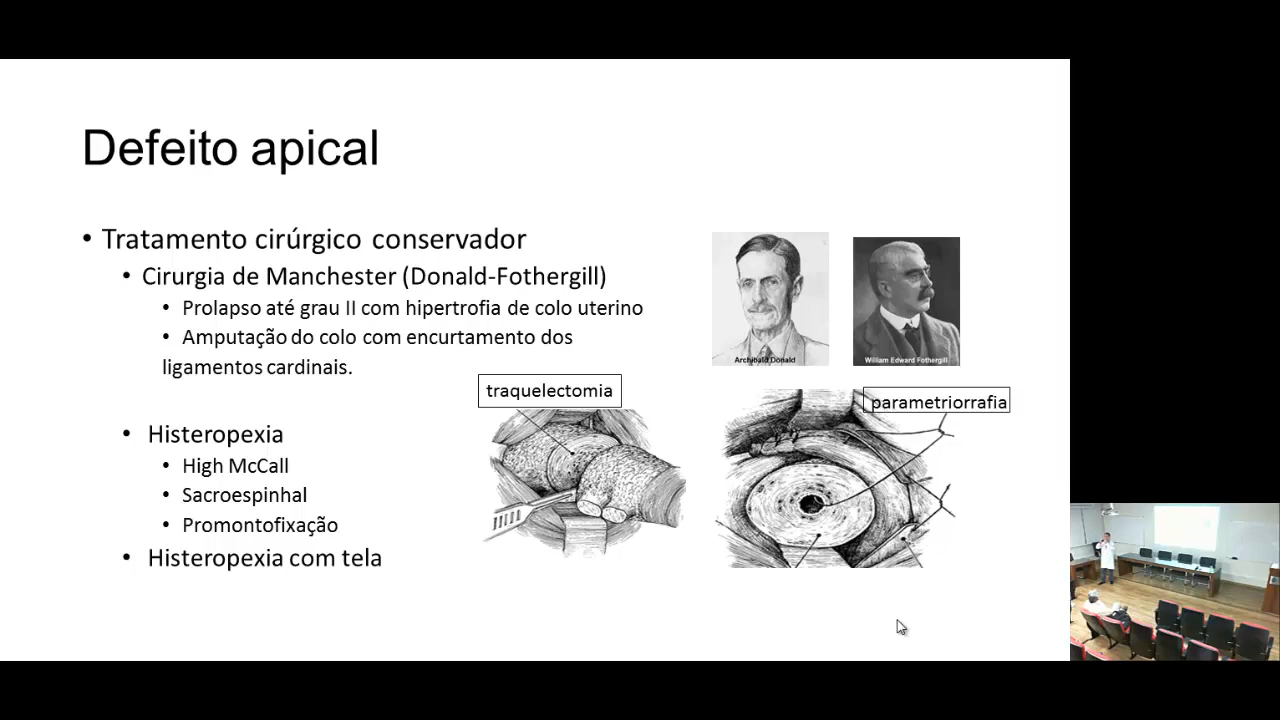 Defeito apical
• Tratamento cirúrgico conservador
• Cirurgia de Manchester (Donald-Fothergill)
• Prolapso até grau II com hipertrofia de colo uterino
• Amputação do colo com encurtamento dos
ligamentos cardinais.
• Histeropexia
• High McCall
• Sacroespinhal
• Promontofixação
• Histeropexia com tela
Archibald Donald
William Edward Fothergill
traquelectomia
parametriorrafia